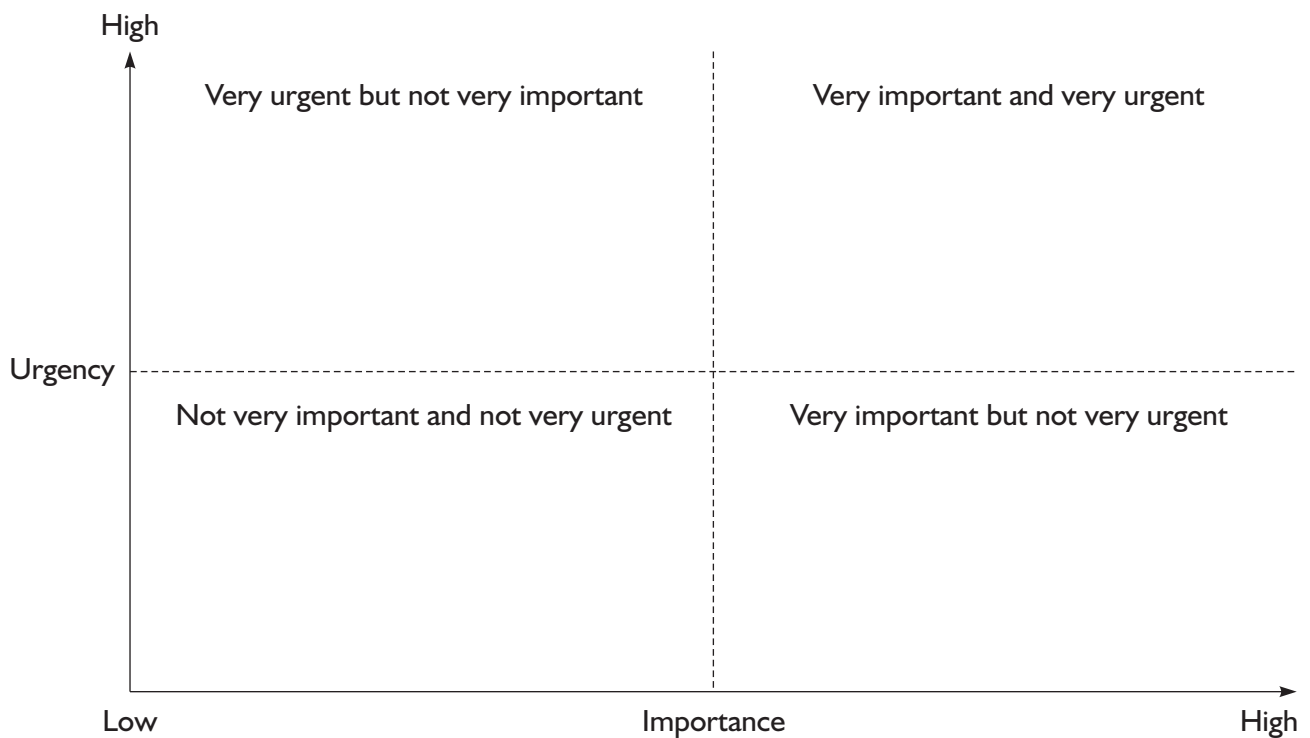 High
Very urgent but not very important
Very important and very urgent
Urgency
Not very important and not very urgent
Very important but not very urgent
Low
Importance
High